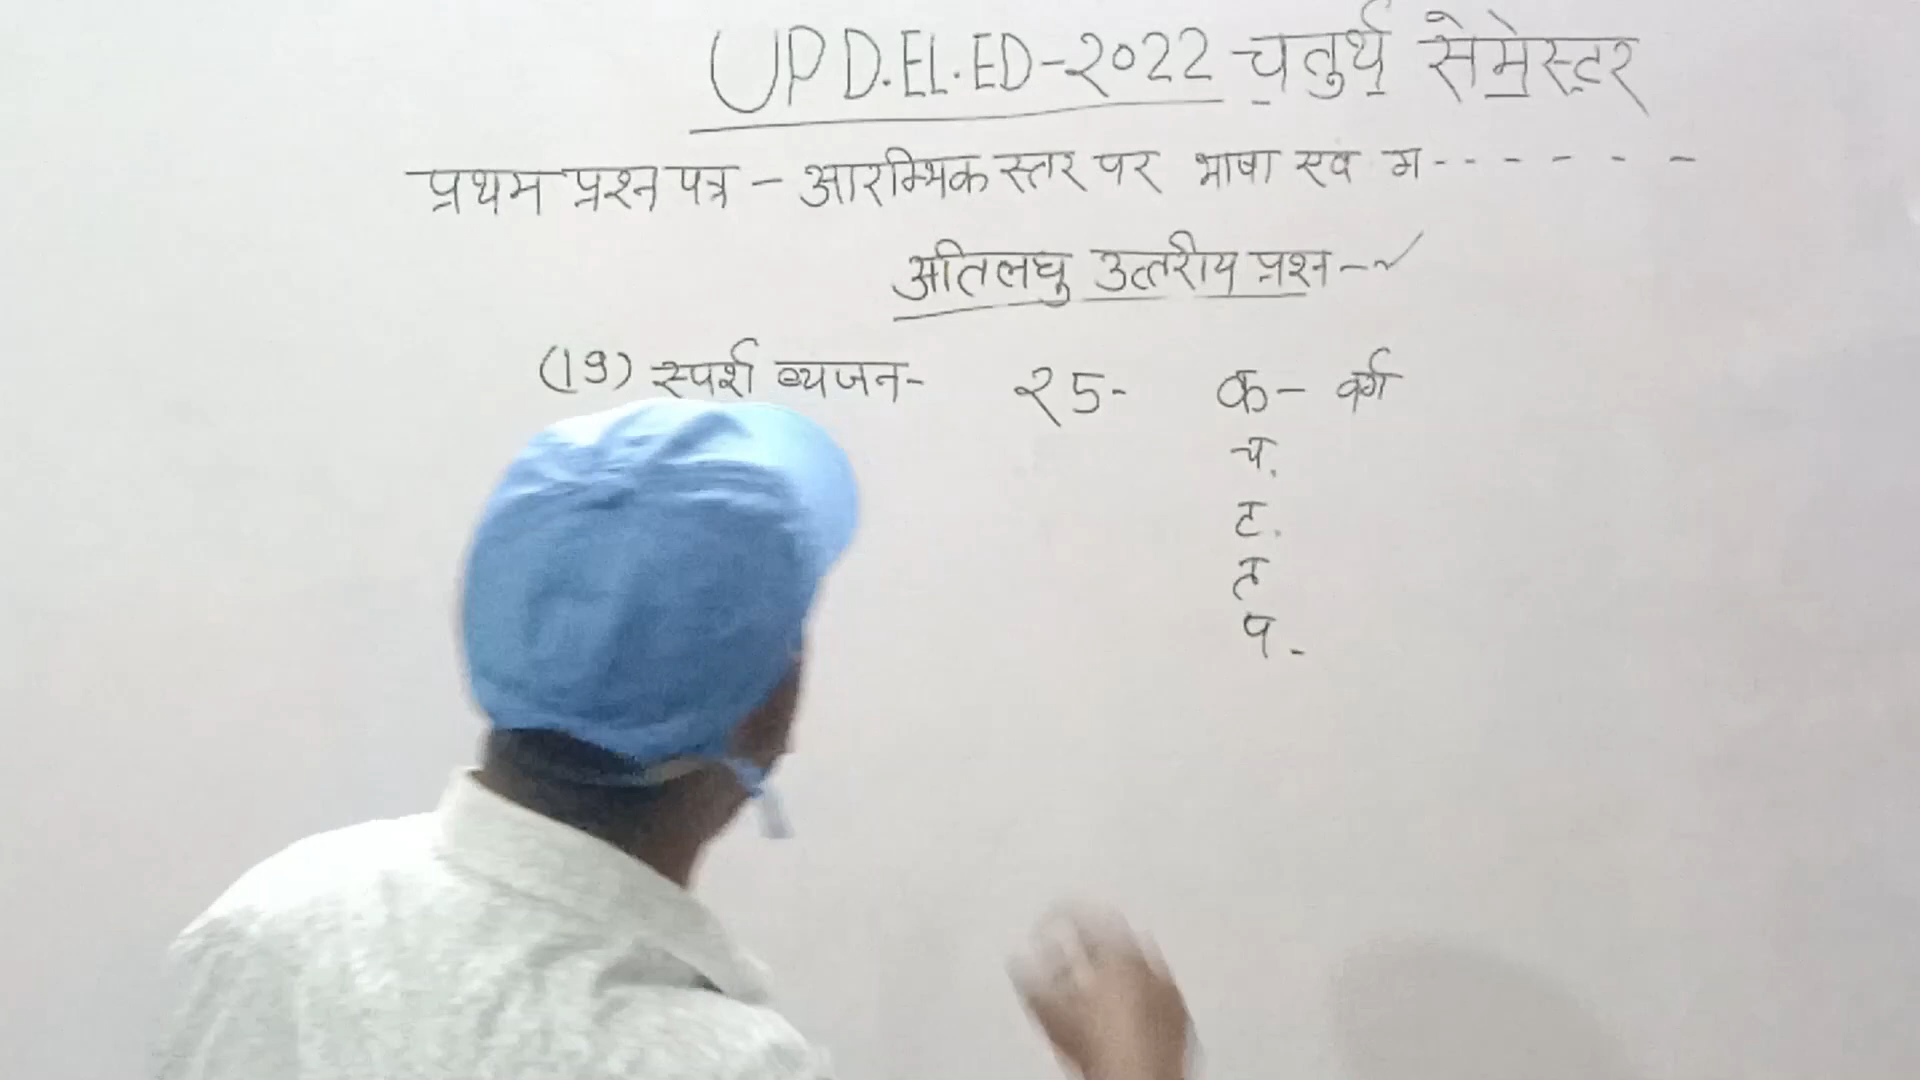 UP D.EL.ED-२०22 चतुर्थ सेमेस्टर
प्रथम प्रश्न पत्र - आरम्भिक स्तर पर भाषा एवं ग - - - - - -
अतिलघु उत्तरीय प्रश्न-
(19) स्पर्श व्यजन- २5- क- वर्ग
च.
ट.
त
प -